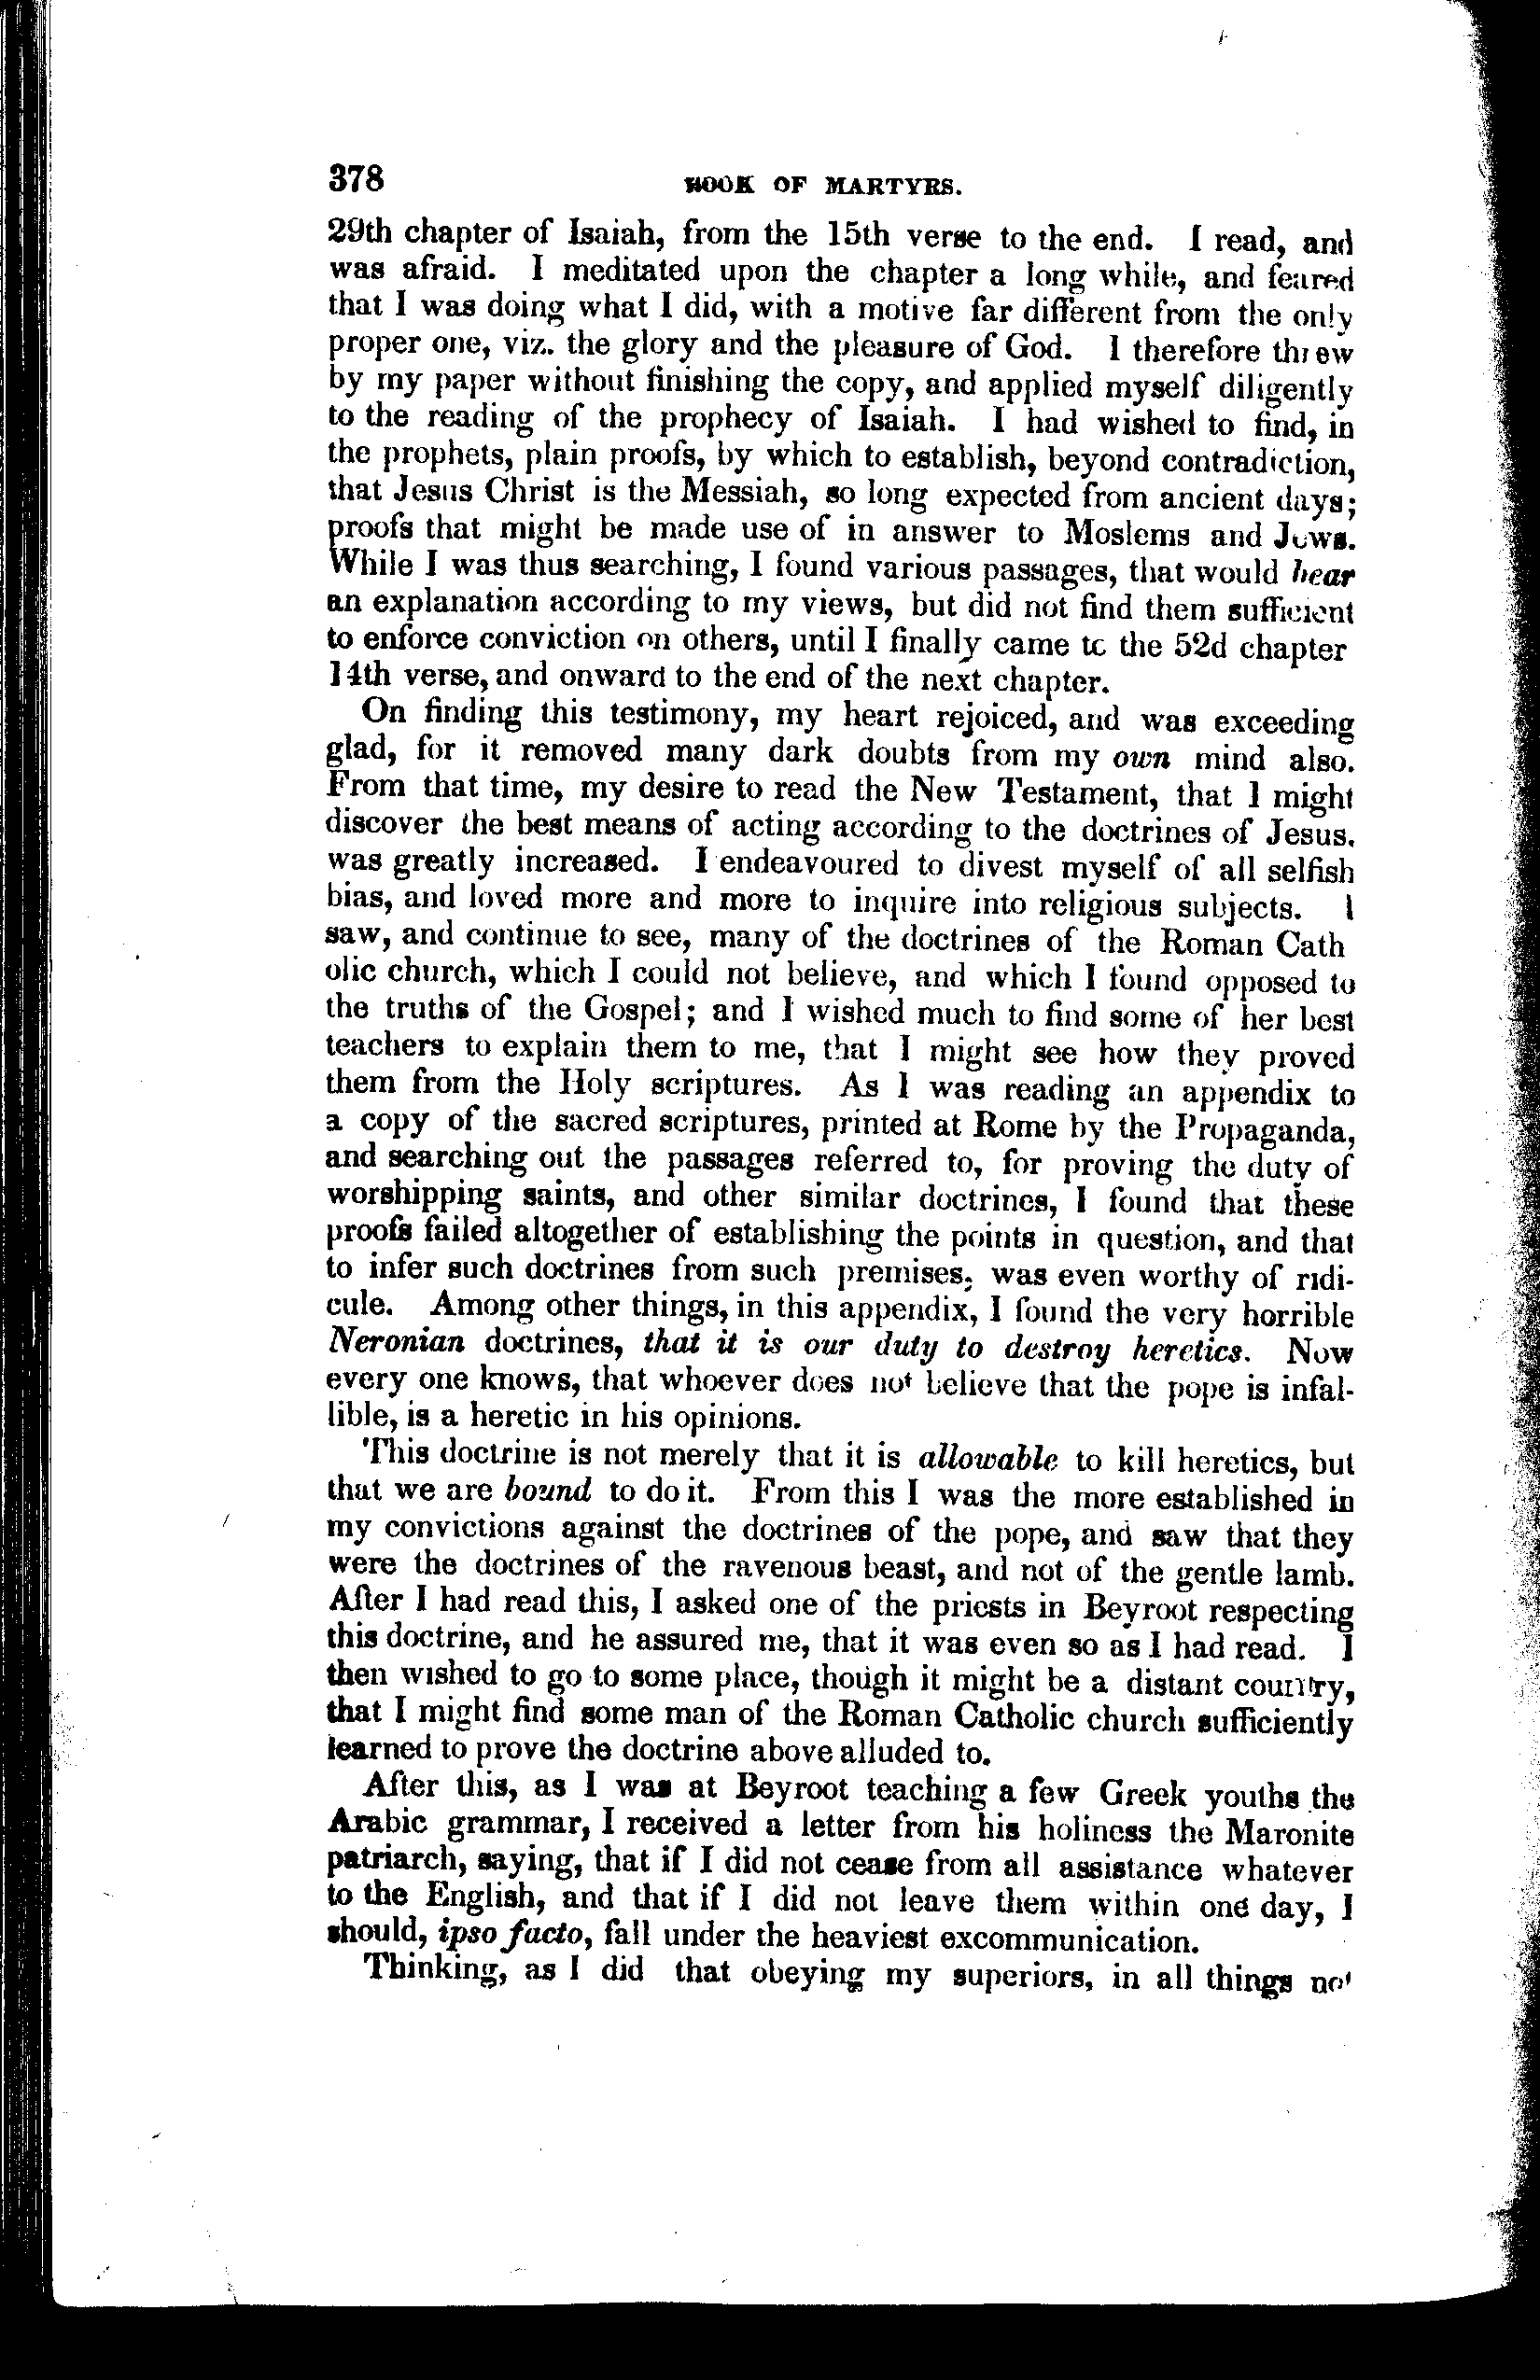 378 BOOK OF MARTYRS.
29th chapter of Isaiah, from the 15th verse to the end. I read, and
was afraid. I meditated upon the chapter a long while, and feared
that I was doing what I did, with a motive far different from the only
proper one, viz. the glory and the pleasure of God. I therefore threw
by my paper without finishing the copy, and applied myself diligently
to the reading of the prophecy of Isaiah. I had wished to find, in
the prophets, plain proofs, by which to establish, beyond contradiction,
that Jesus Christ is the Messiah, so long expected from ancient days;
proofs that might be made use of in answer to Moslems and Jews.
While I was thus searching, I found various passages, that would bear
an explanation according to my views, but did not find them sufficient
to enforce conviction on others, until I finally came to the 52d chapter
14th verse, and onward to the end of the next chapter.
On finding this testimony, my heart rejoiced, and was exceeding
glad, for it removed many dark doubts from my own mind also.
From that time, my desire to read the New Testament, that I might
discover the best means of acting according to the doctrines of Jesus,
was greatly increased. I endeavoured to divest myself of all selfish
bias, and loved more and more to inquire into religious subjects. I
saw, and continue to see, many of the doctrines of the Roman Cath
olic church, which I could not believe, and which I found opposed to
the truths of the Gospel; and I wished much to find some of her best
teachers to explain them to me, that I might see how they proved
them from the Holy scriptures. As I was reading an appendix to
a copy of the sacred scriptures, printed at Rome by the Propaganda,
and searching out the passages referred to, for proving the duty of
worshipping saints, and other similar doctrines, I found that these
proofs failed altogether of establishing the points in question, and that
to infer such doctrines from such premises, was even worthy of ridi-
cule. Among other things, in this appendix, I found the very horrible
Neronian doctrines, that it is our duty to destroy heretics. Now
every one knows, that whoever does not believe that the pope is infal-
lible, is a heretic in his opinions.
This doctrine is not merely that it is allowable to kill heretics, but
that we are bound to do it. From this I was the more established in
my convictions against the doctrines of the pope, and saw that they
were the doctrines of the ravenous beast, and not of the gentle lamb.
After I had read this, I asked one of the priests in Beyroot respecting
this doctrine, and he assured me, that it was even so as I had read. I
then wished to go to some place, though it might be a distant country,
that I might find some man of the Roman Catholic church sufficiently
learned to prove the doctrine above alluded to.
After this, as I was at Beyroot teaching a few Greek youths the
Arabic grammar, I received a letter from his holiness the Maronite
patriarch, saying, that if I did not cease from all assistance whatever
to the English, and that if I did not leave them within one day, I
should, ipso facto, fall under the heaviest excommunication.
Thinking, as I did that obeying my superiors, in all things not